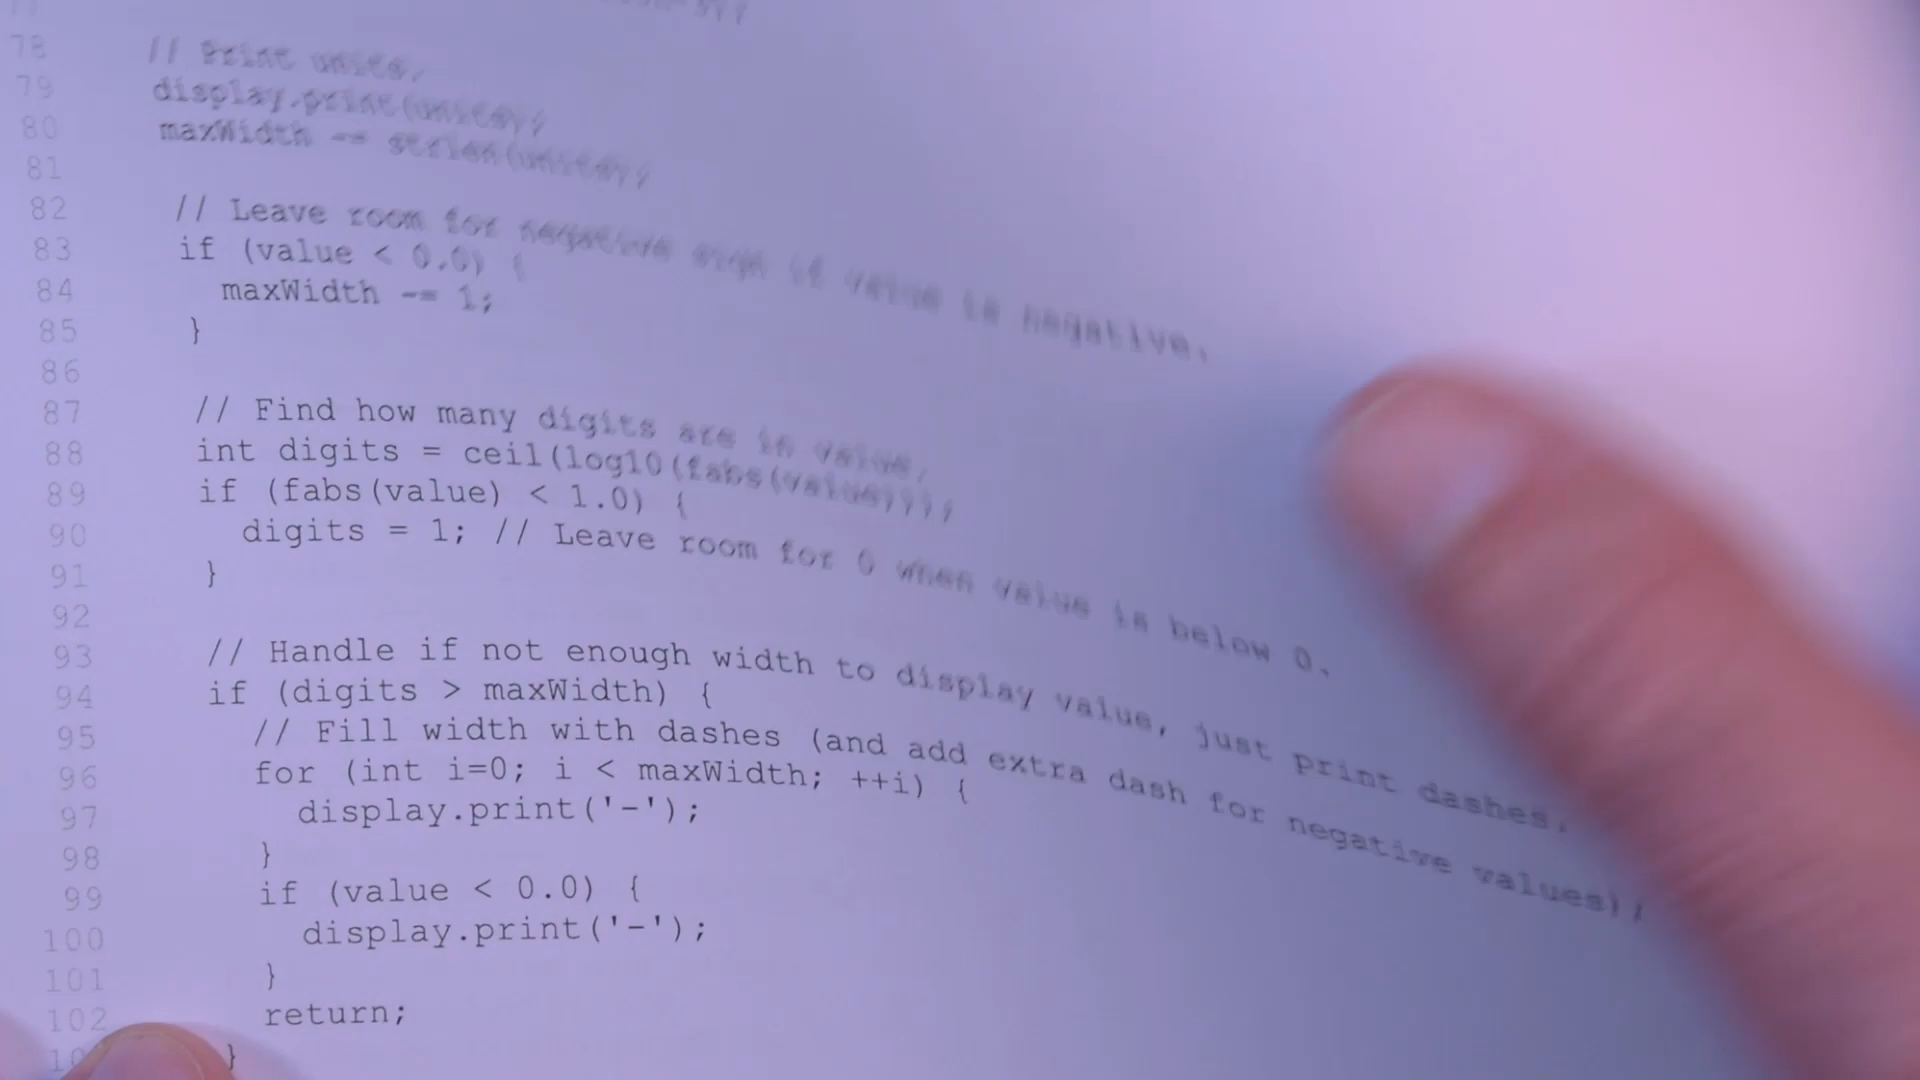 78 // Print units.
79 display.print(units);
80 maxWidth -= strlen(units);
81
82 // Leave room for negative sign if value is negative.
83 if (value < 0.0) {
84 maxWidth -= 1;
85 }
86
87 // Find how many digits are in value.
88 int digits = ceil(log10(fabs(value)));
89 if (fabs(value) < 1.0) {
90 digits = 1; // Leave room for 0 when value is below 0.
91 }
92
93 // Handle if not enough width to display value, just print dashes.
94 if (digits > maxWidth) {
95 // Fill width with dashes (and add extra dash for negative values);
96 for (int i=0; i < maxWidth; ++i) {
97 display.print('-');
98 }
99 if (value < 0.0) {
100 display.print('-');
101 }
102 return;
}